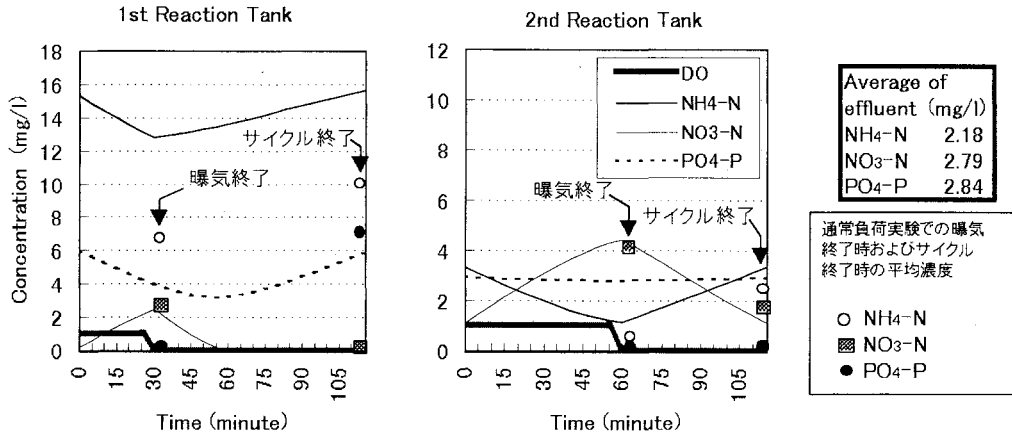 1st Reaction Tank
Concentration (mg/l)
18
16
14
12
10
8
6
4
2
0
サイクル終了
曝気終了
0
15
30
45
60
75
90
105
Time (minute)
2nd Reaction Tank
12
10
8
6
4
2
0
DO
NH4-N
NO3-N
PO4-P
曝気終了
サイクル終了
0
15
30
45
60
75
90
105
Time (minute)
Average of
effluent (mg/l)
NH4-N 2.18
NO3-N 2.79
PO4-P 2.84
通常負荷実験での曝気
終了時およびサイクル
終了時の平均濃度
NH4-N
NO3-N
PO4-P